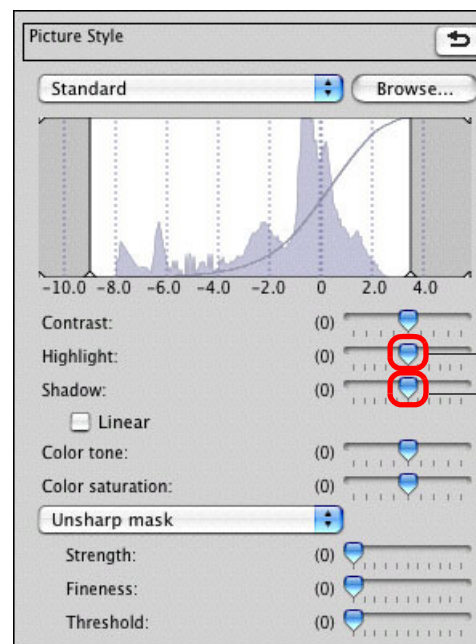 Picture Style
Standard Browse...
-10.0 -8.0 -6.0 -4.0 -2.0 0 2.0 4.0
Contrast: (0)
Highlight: (0)
Shadow: (0)
Linear
Color tone: (0)
Color saturation: (0)
Unsharp mask
Strength: (0)
Fineness: (0)
Threshold: (0)